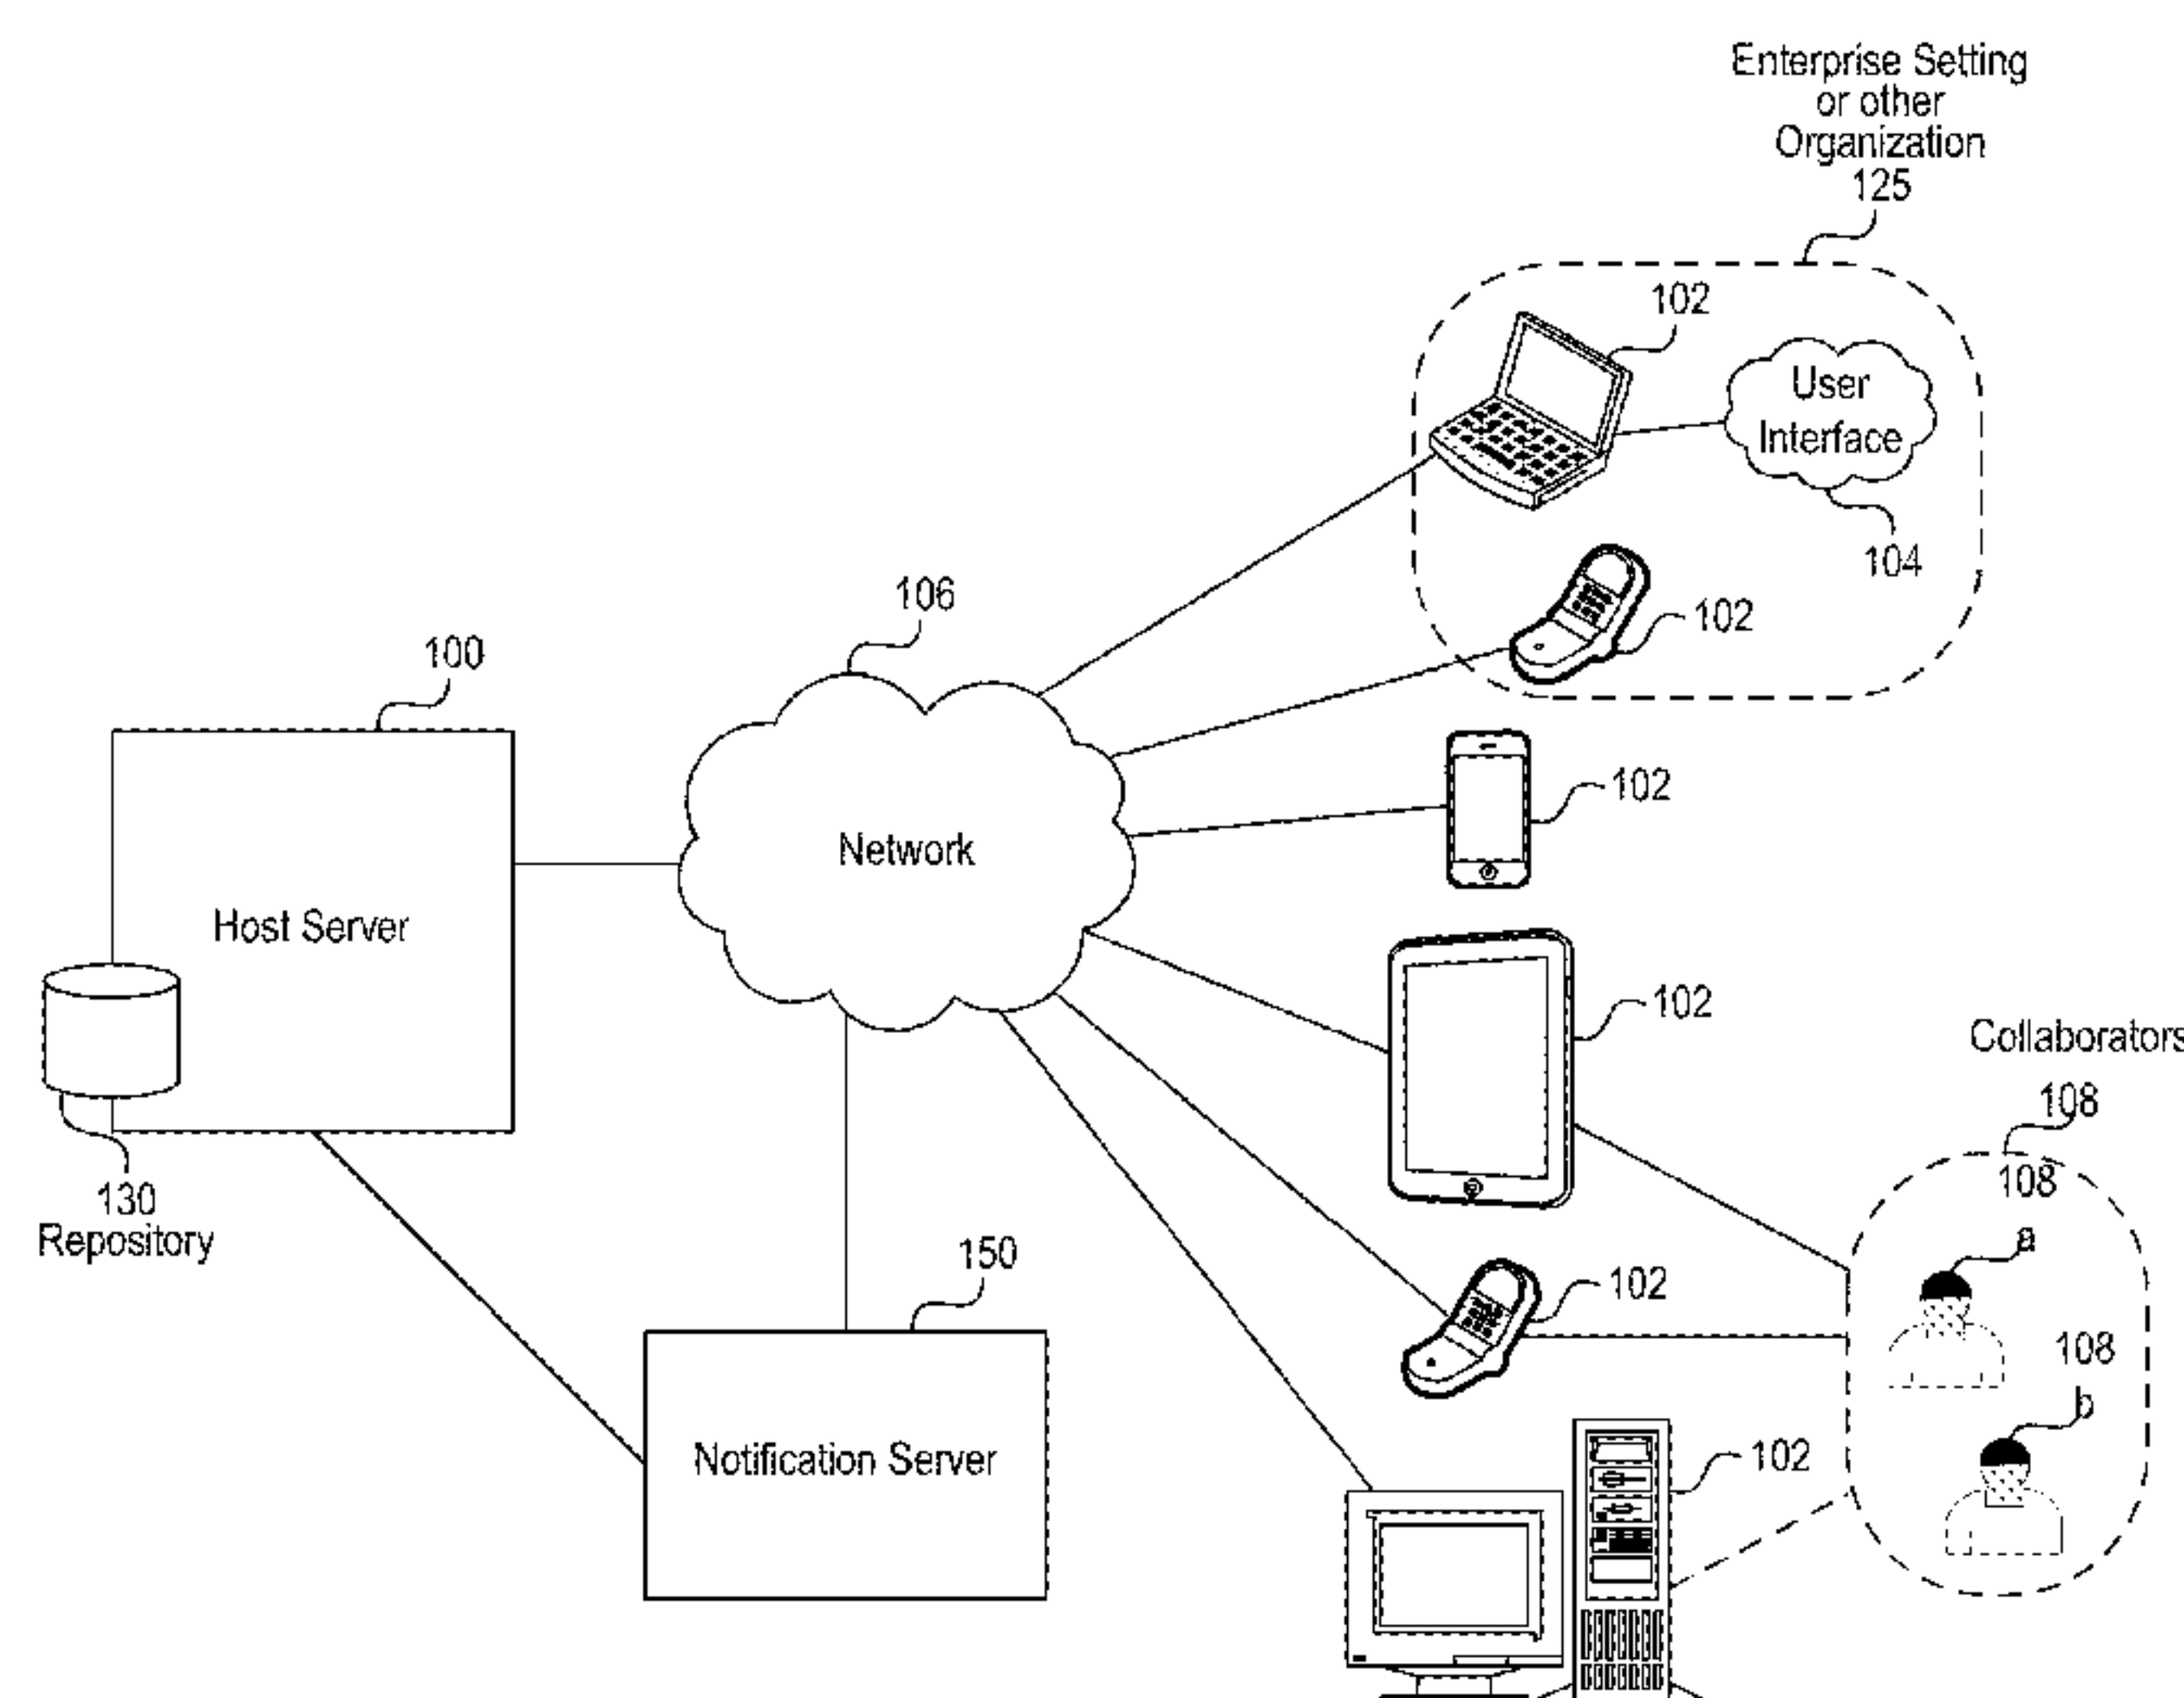 Enterprise Setting
or other
Organization
125
102
User
Interface
104
102
106
100
Network
Host Server
102
102
Collaborators
108
108
a
130
Repository
150
102
108
b
Notification Server
102